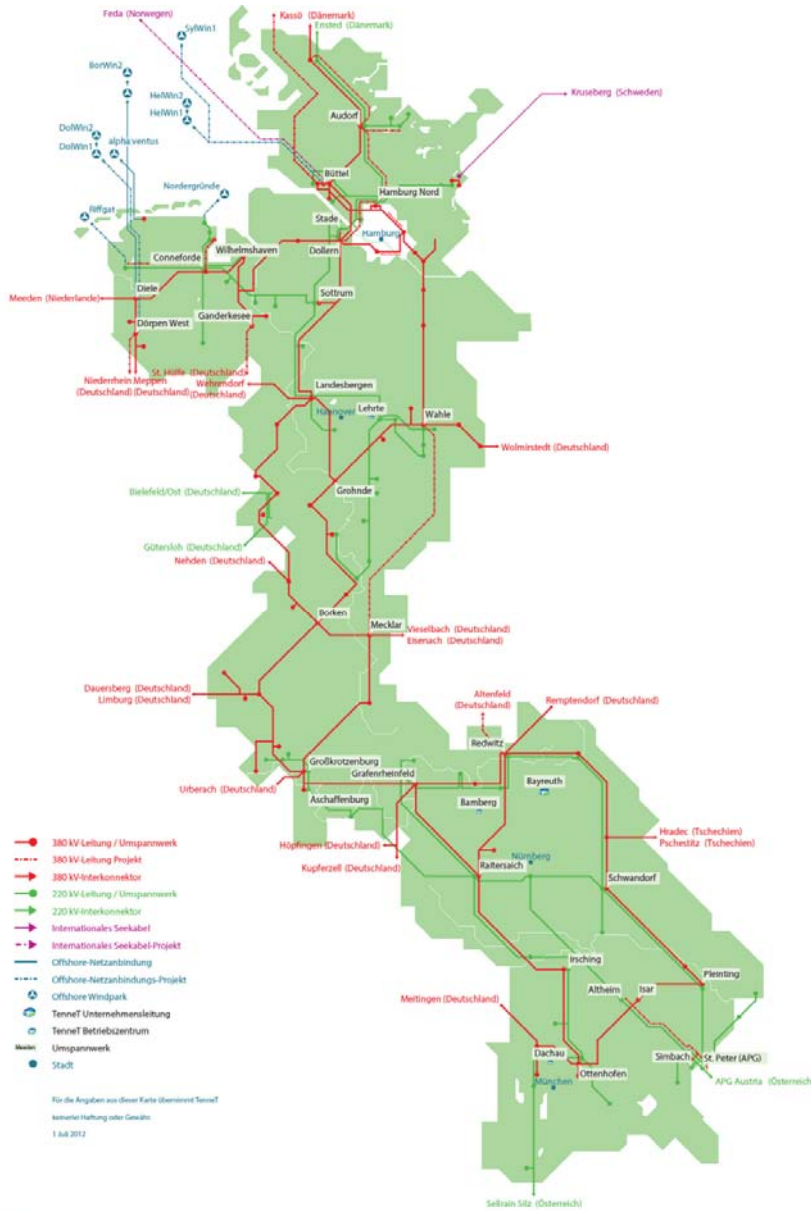 Feda (Norwegen)
SylWin1
Kassö (Dänemark)
Ensted (Dänemark)
BorWin2
HelWin2
HelWin1
Kruseberg (Schweden)
DolWin2
DolWin1
alpha ventus
Audorf
Büttel
Nordergründe
Hamburg Nord
Riffgat
Stade
Hamburg
Wilhelmshaven
Conneforde
Dollern
Diele
Meeden (Niederlande)
Sottrum
Ganderkesee
Dörpen West
St. Hülfe (Deutschland)
Niederrhein Meppen
(Deutschland) (Deutschland)
Wehrendorf
(Deutschland)
Landesbergen
Hannover
Lehrte
Wahle
Wolmirstedt (Deutschland)
Bielefeld/Ost (Deutschland)
Grohnde
Gütersloh (Deutschland)
Nehden (Deutschland)
Borken
Mecklar
Vieselbach (Deutschland)
Eisenach (Deutschland)
Dauersberg (Deutschland)
Limburg (Deutschland)
Altenfeld
(Deutschland)
Remptendorf (Deutschland)
Redwitz
Großkrotzenburg
Grafenrheinfeld
Urberach (Deutschland)
Aschaffenburg
Bayreuth
Bamberg
Höpfingen (Deutschland)
Kupferzell (Deutschland)
Hradec (Tschechien)
Pschestitz (Tschechien)
Nürnberg
Raitersaich
Schwandorf
Irsching
Pleinting
Altheim
Isar
Meitingen (Deutschland)
Dachau
Simbach
St. Peter (APG)
Ottenhofen
München
APG Austria (Österreich)
Sellrain Silz (Österreich)
380 kV-Leitung / Umspannwerk
380 kV-Leitung Projekt
380 kV-Interkonnektor
220 kV-Leitung / Umspannwerk
220 kV-Interkonnektor
Internationales Seekabel
Internationales Seekabel-Projekt
Offshore-Netzanbindung
Offshore-Netzanbindungs-Projekt
Offshore Windpark
TenneT Unternehmensleitung
TenneT Betriebszentrum
Meeden
Umspannwerk
Stadt
Für die Angaben aus dieser Karte übernimmt TenneT
keinerlei Haftung oder Gewähr.
1 Juli 2012